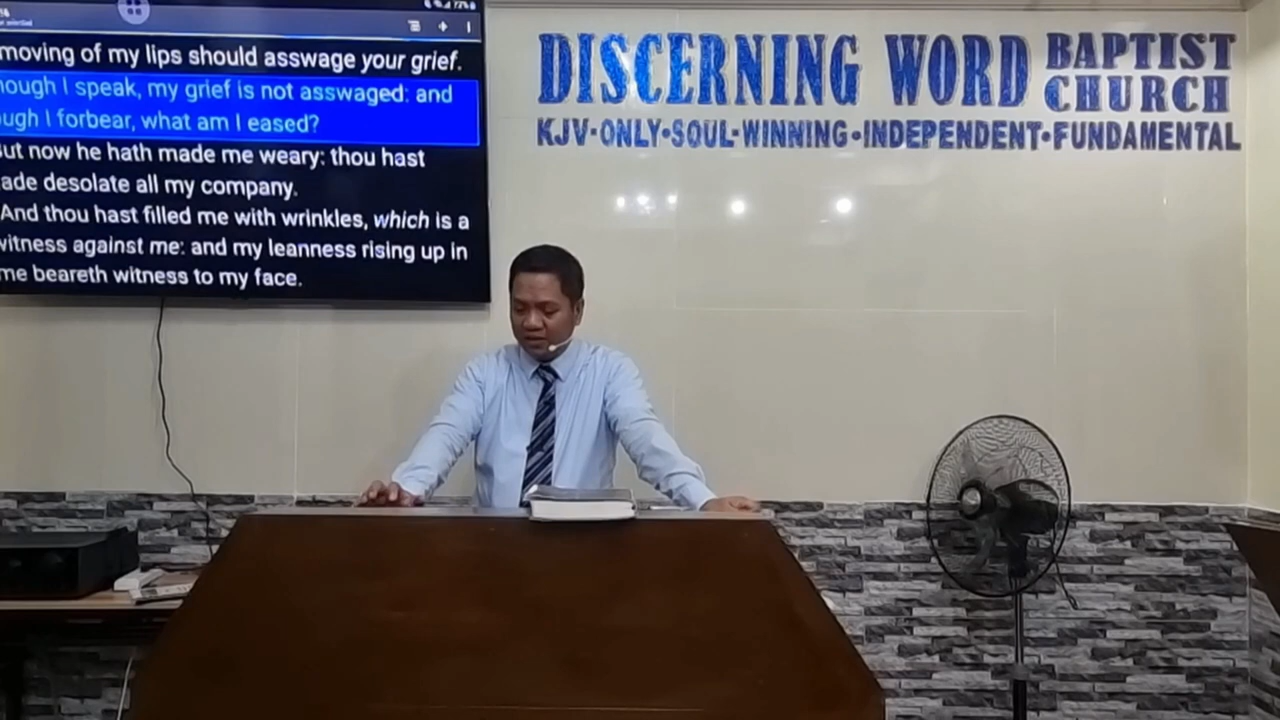 moving of my lips should asswage your grief.
hough I speak, my grief is not asswaged: and
ugh I forbear, what am I eased?
ut now he hath made me weary: thou hast
ade desolate all my company.
And thou hast filled me with wrinkles, which is a
witness against me: and my leanness rising up in
me beareth witness to my face.
DISCERNING WORD BAPTIST CHURCH
KJV-ONLY•SOUL-WINNING•INDEPENDENT•FUNDAMENTAL